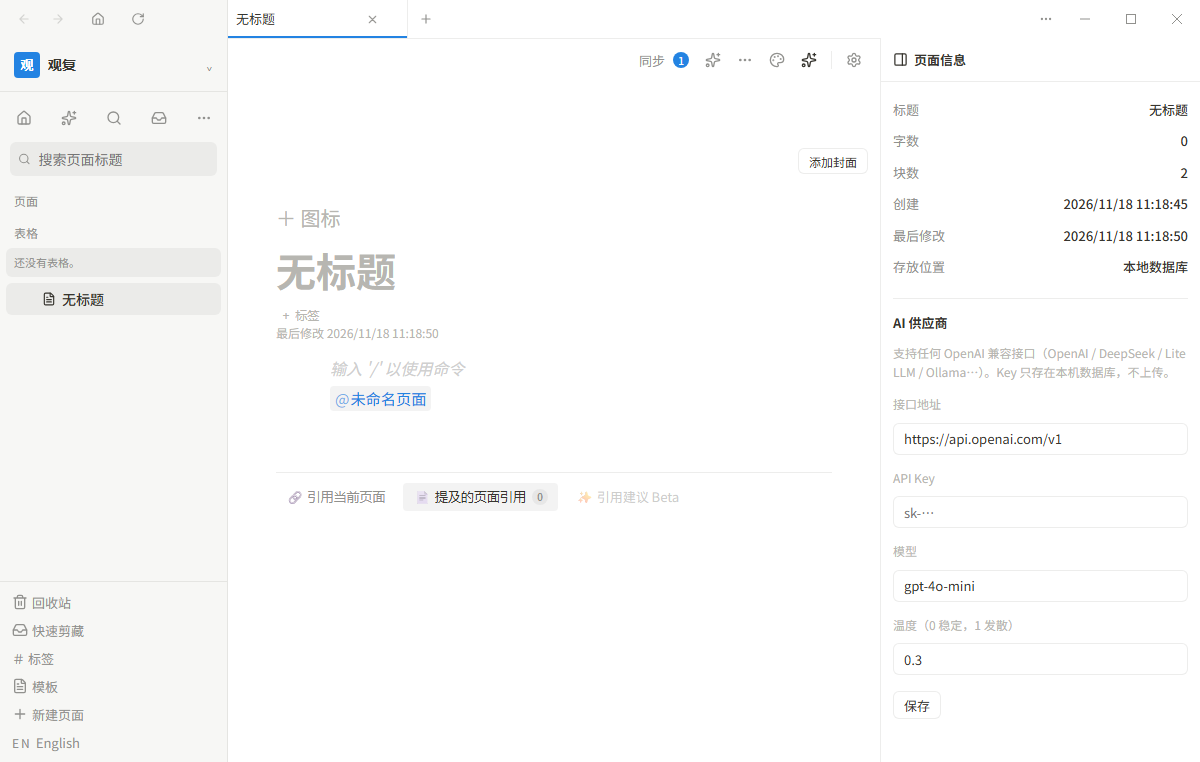 无标题
观 观复
搜索页面标题
页面
表格
还没有表格。
无标题
回收站
快速剪藏
# 标签
模板
新建页面
EN English
同步 1
添加封面
图标
无标题
+ 标签
最后修改 2026/11/18 11:18:50
输入 '/' 以使用命令
@未命名页面
引用当前页面 提及的页面引用 0 引用建议 Beta
页面信息
标题 无标题
字数 0
块数 2
创建 2026/11/18 11:18:45
最后修改 2026/11/18 11:18:50
存放位置 本地数据库
AI 供应商
支持任何 OpenAI 兼容接口（OpenAI / DeepSeek / Lite
LLM / Ollama…）。Key 只存在本机数据库，不上传。
接口地址
https://api.openai.com/v1
API Key
sk-…
模型
gpt-4o-mini
温度（0 稳定，1 发散）
0.3
保存